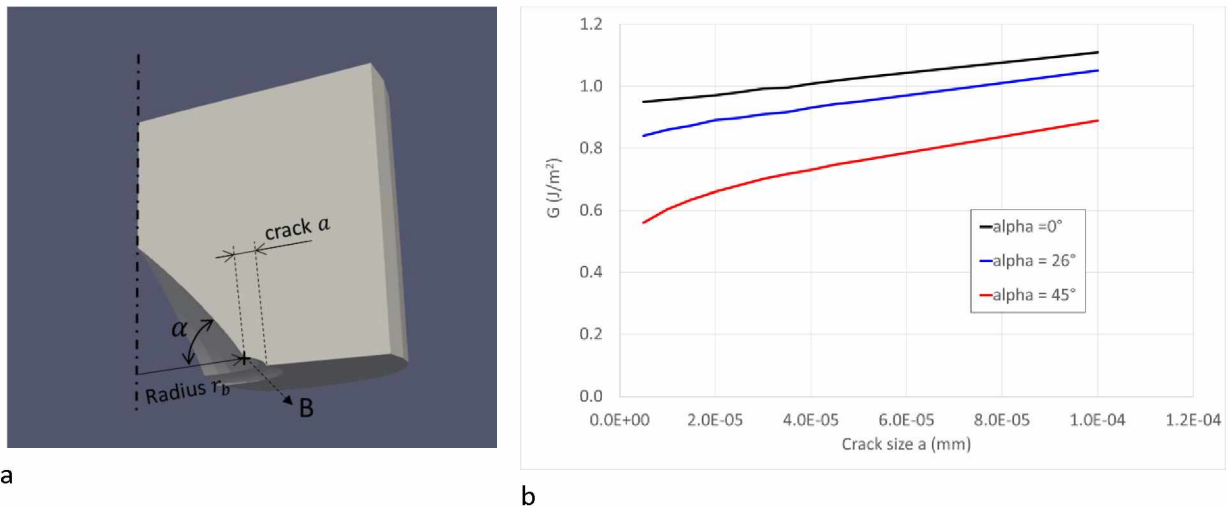 crack a
α
Radius r_b
B
a
1.2
1.0
0.8
0.6
0.4
0.2
0.0
G (J/m²)
alpha =0°
alpha = 26°
alpha = 45°
0.0E+00 2.0E-05 4.0E-05 6.0E-05 8.0E-05 1.0E-04 1.2E-04
Crack size a (mm)
b